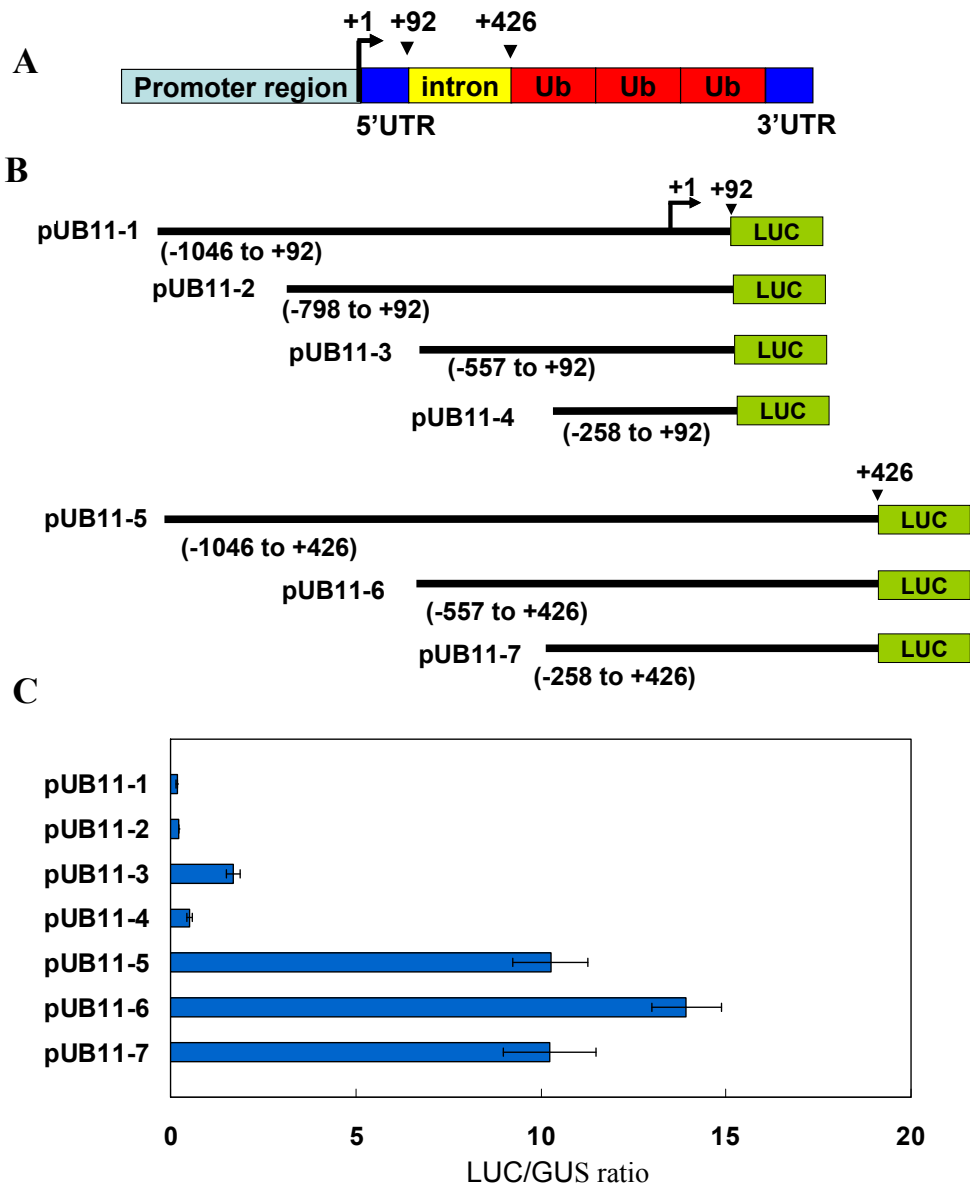 A
+1
+92
+426
Promoter region
intron
Ub
Ub
Ub
5'UTR
3'UTR
B
+1
+92
pUB11-1
LUC
(-1046 to +92)
pUB11-2
LUC
(-798 to +92)
pUB11-3
LUC
(-557 to +92)
pUB11-4
LUC
(-258 to +92)
+426
pUB11-5
LUC
(-1046 to +426)
pUB11-6
LUC
(-557 to +426)
pUB11-7
LUC
(-258 to +426)
C
pUB11-1
pUB11-2
pUB11-3
pUB11-4
pUB11-5
pUB11-6
pUB11-7
0
5
10
15
20
LUC/GUS ratio